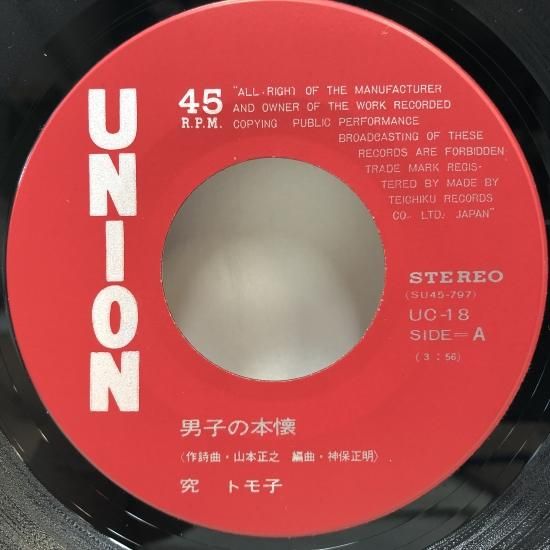 UNION
45
R.P.M.
"ALL·RIGHT OF THE MANUFACTURER
AND OWNER OF THE WORK RECORDED
COPYING PUBLIC PERFORMANCE
BROADCASTING OF THESE
RECORDS ARE FORBIDDEN
TRADE MARK REGIS-
TERED BY MADE BY
TEICHIKU RECORDS
CO- LTD. JAPAN"
STEREO
(SU45-797)
UC-18
SIDE=A
(3:56)
男子の本懐
(作詩曲・山本正之 編曲・神保正明)
究 トモ子